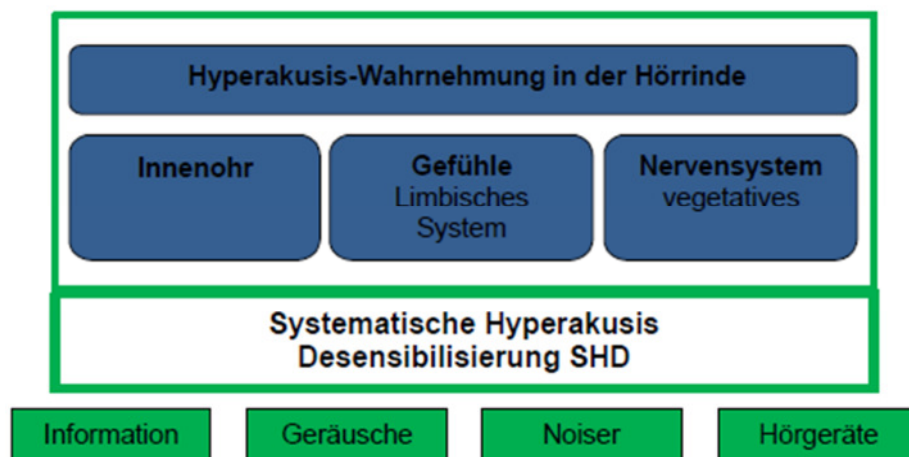 Hyperakusis-Wahrnehmung in der Hörrinde
Innenohr
Gefühle
Limbisches
System
Nervensystem
vegetatives
Systematische Hyperakusis
Desensibilisierung SHD
Information
Geräusche
Noiser
Hörgeräte